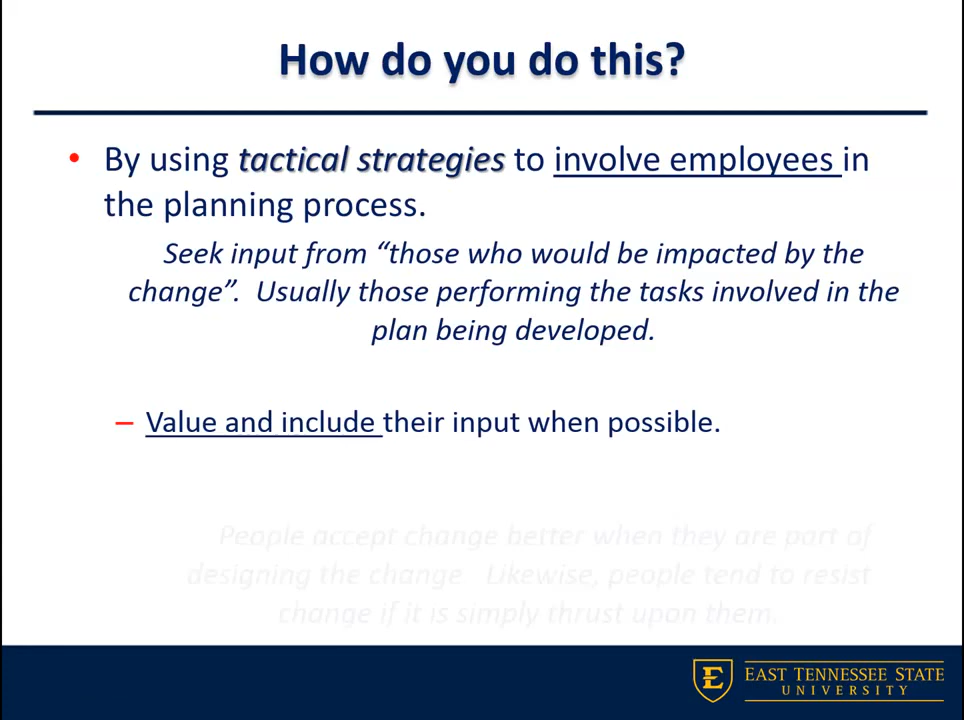 How do you do this?
• By using tactical strategies to involve employees in
the planning process.
Seek input from “those who would be impacted by the
change”. Usually those performing the tasks involved in the
plan being developed.
– Value and include their input when possible.
People accept change better when they are part of
designing the change Likewise, people tend to resist
change if it is simply thrust upon them.
E EAST TENNESSEE STATE
UNIVERSITY